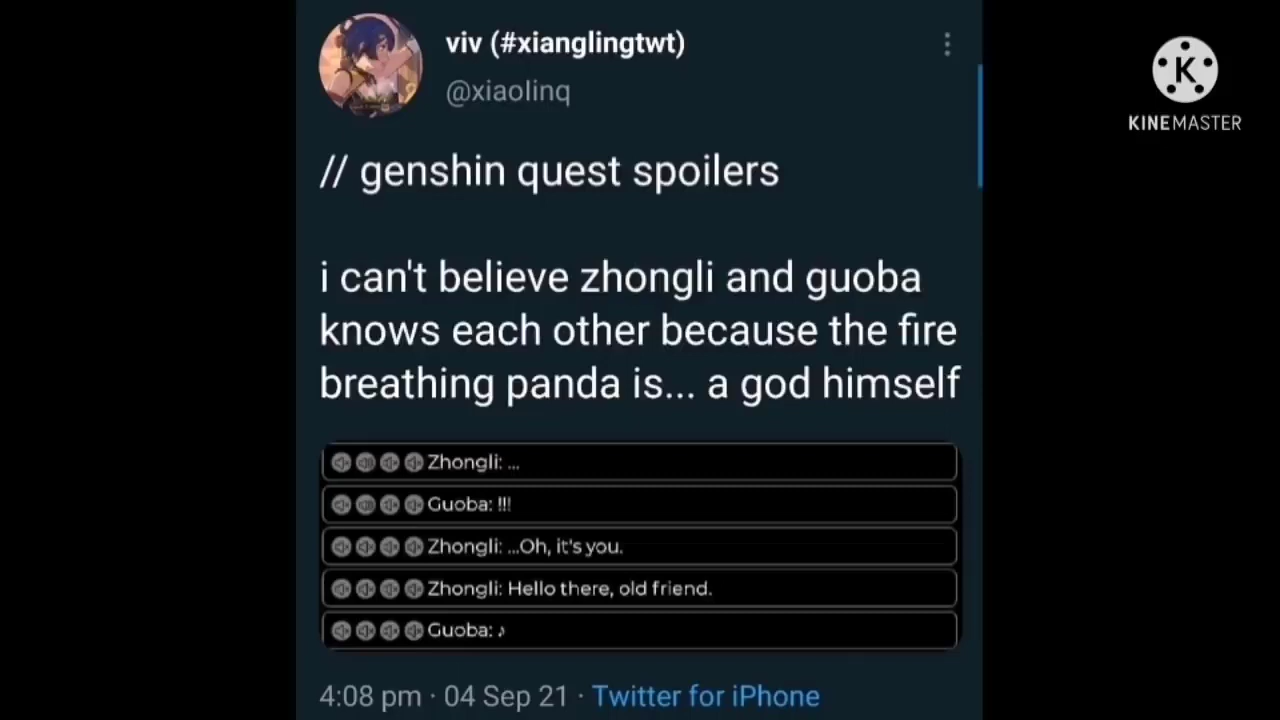 viv (#xianglingtwt)
@xiaolinq
K
KINEMASTER
// genshin quest spoilers
i can't believe zhongli and guoba
knows each other because the fire
breathing panda is... a god himself
Zhongli: ...
Guoba: !!!
Zhongli: ...Oh, it's you.
Zhongli: Hello there, old friend.
Guoba: ♪
4:08 pm · 04 Sep 21 · Twitter for iPhone